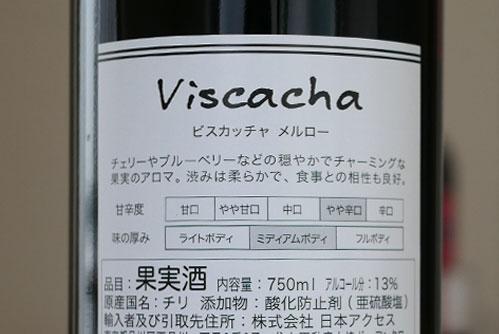 Viscacha
ビスカッチャ メルロー
チェリーやブルーベリーなどの穏やかでチャーミングな
果実のアロマ。渋みは柔らかで、食事との相性も良好。
甘辛度 甘口 やや甘口 中口 やや辛口 辛口
味の厚み ライトボディ ミディアムボディ フルボディ
品目：果実酒 内容量：750ml アルコール分：13%
原産国名：チリ 添加物：酸化防止剤（亜硫酸塩）
輸入者及び引取先住所：株式会社 日本アクセス